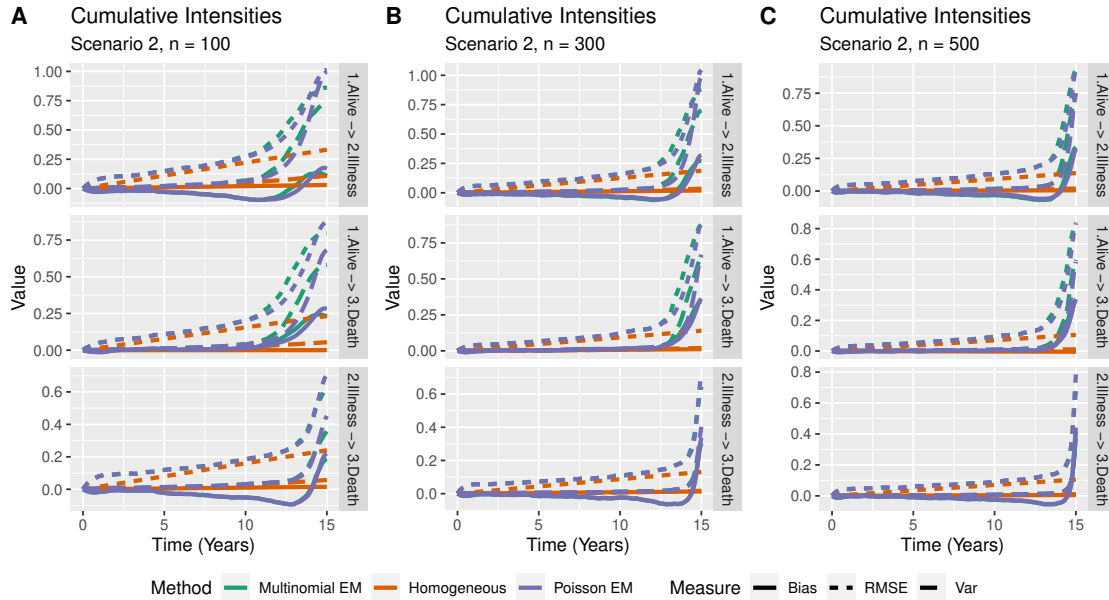 A
Cumulative Intensities
Scenario 2, n = 100
1.00
0.75
0.50
0.25
0.00
1.Alive −> 2.Illness
0.75
0.50
0.25
0.00
1.Alive −> 3.Death
0.6
0.4
0.2
0.0
2.Illness −> 3.Death
Value
0 5 10 15
Time (Years)
B
Cumulative Intensities
Scenario 2, n = 300
1.00
0.75
0.50
0.25
0.00
1.Alive −> 2.Illness
0.75
0.50
0.25
0.00
1.Alive −> 3.Death
0.6
0.4
0.2
0.0
2.Illness −> 3.Death
Value
0 5 10 15
Time (Years)
C
Cumulative Intensities
Scenario 2, n = 500
0.75
0.50
0.25
0.00
1.Alive −> 2.Illness
0.8
0.6
0.4
0.2
0.0
1.Alive −> 3.Death
0.8
0.6
0.4
0.2
0.0
2.Illness −> 3.Death
Value
0 5 10 15
Time (Years)
Method Multinomial EM Homogeneous Poisson EM Measure Bias RMSE Var